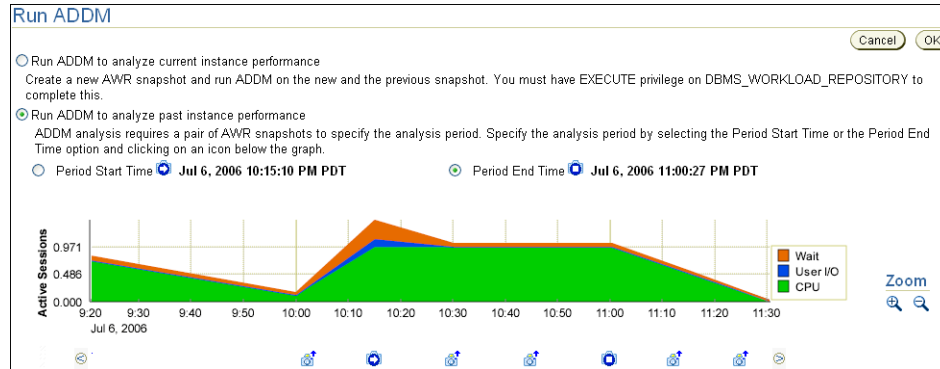 Run ADDM
Cancel OK
Run ADDM to analyze current instance performance
Create a new AWR snapshot and run ADDM on the new and the previous snapshot. You must have EXECUTE privilege on DBMS_WORKLOAD_REPOSITORY to
complete this.
Run ADDM to analyze past instance performance
ADDM analysis requires a pair of AWR snapshots to specify the analysis period. Specify the analysis period by selecting the Period Start Time or the Period End
Time option and clicking on an icon below the graph.
Period Start Time Jul 6, 2006 10:15:10 PM PDT Period End Time Jul 6, 2006 11:00:27 PM PDT
Active Sessions
0.971
0.486
0.000
Wait
User I/O
CPU
Zoom
9:20 9:30 9:40 9:50 10:00 10:10 10:20 10:30 10:40 10:50 11:00 11:10 11:20 11:30
Jul 6, 2006